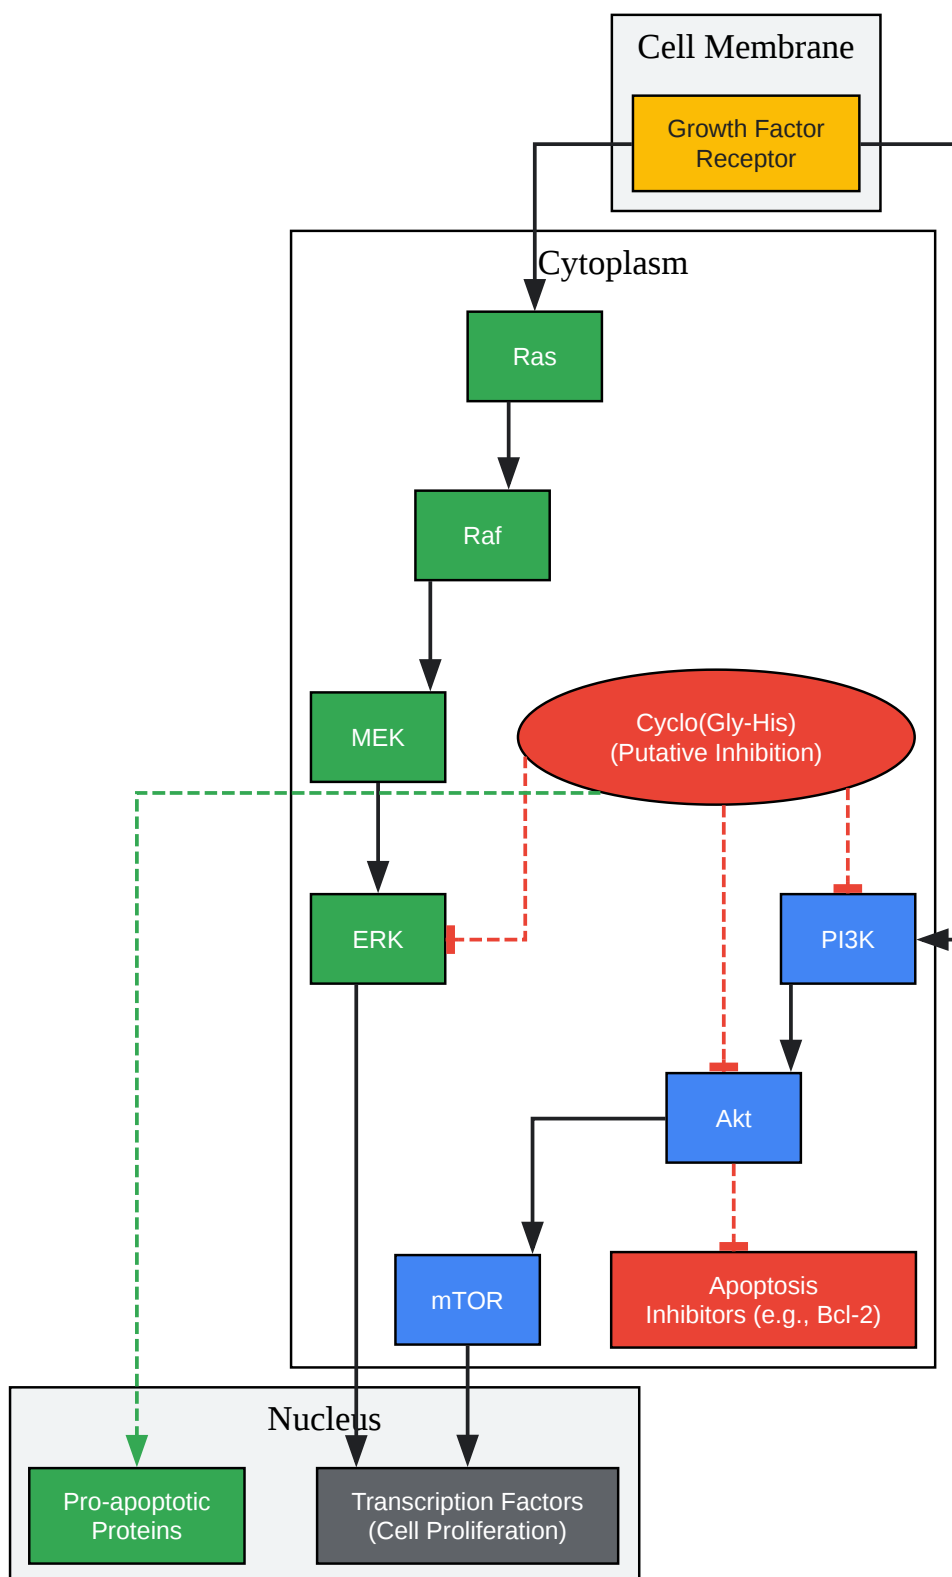 Cell Membrane
Growth Factor
Receptor
Cytoplasm
Ras
Raf
MEK
Cyclo(Gly-His)
(Putative Inhibition)
ERK
PI3K
Akt
mTOR
Apoptosis
Inhibitors (e.g., Bcl-2)
Nucleus
Pro-apoptotic
Proteins
Transcription Factors
(Cell Proliferation)